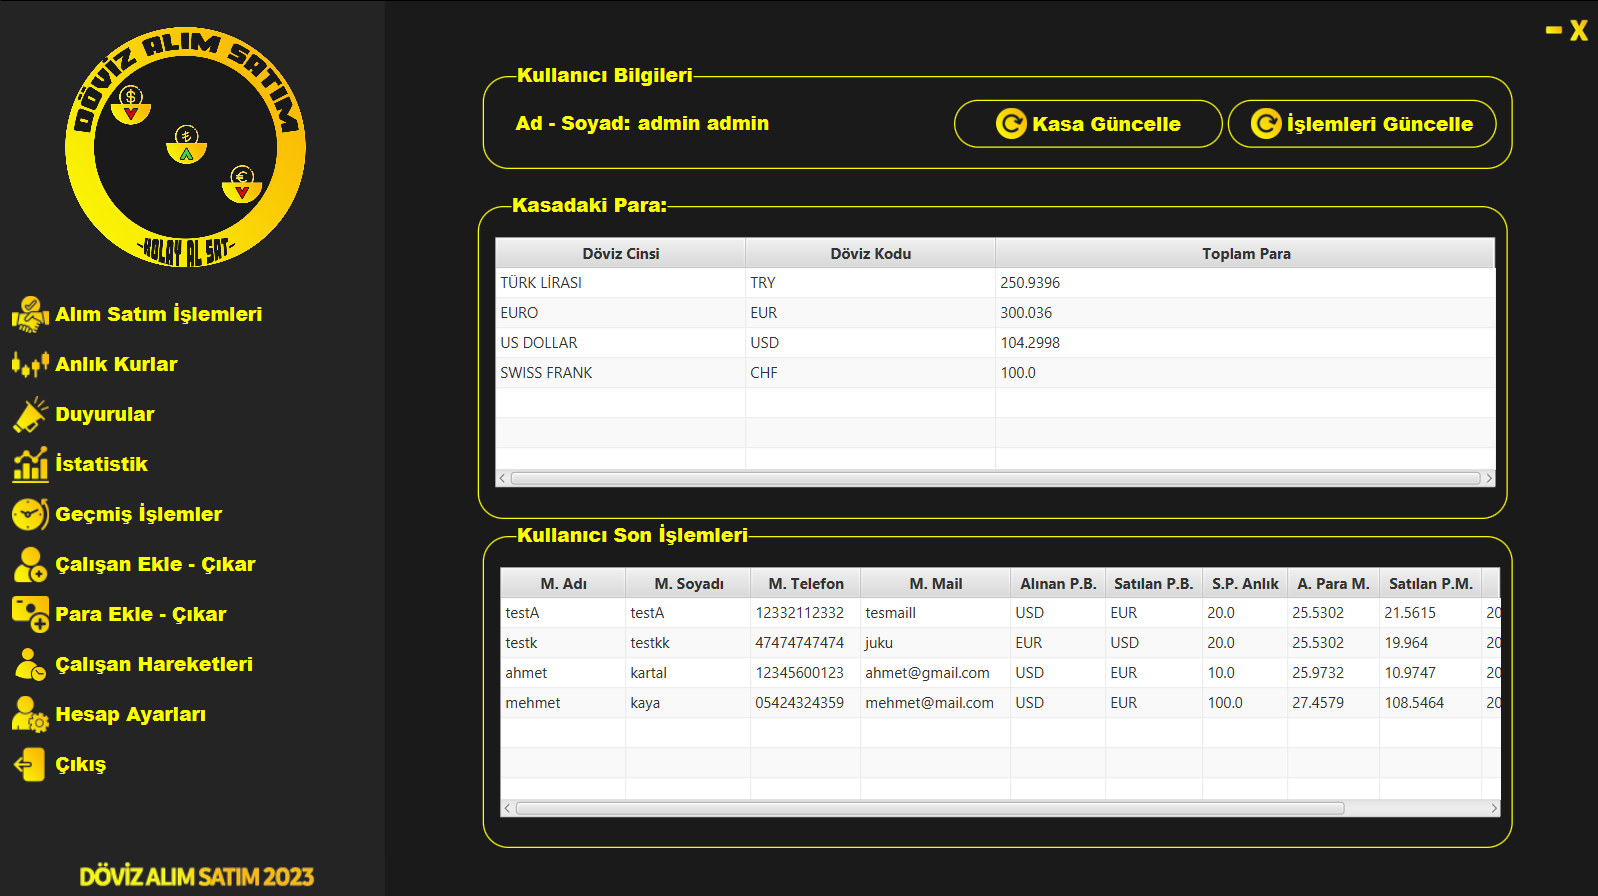 DÖVİZ ALIM SATIM
-KOLAY AL SAT-
Alım Satım İşlemleri
Anlık Kurlar
Duyurular
İstatistik
Geçmiş İşlemler
Çalışan Ekle - Çıkar
Para Ekle - Çıkar
Çalışan Hareketleri
Hesap Ayarları
Çıkış
DÖVİZ ALIM SATIM 2023
X
Kullanıcı Bilgileri
Ad - Soyad: admin admin
Kasa Güncelle
İşlemleri Güncelle
Kasadaki Para:
Döviz Cinsi Döviz Kodu Toplam Para
TÜRK LİRASI TRY 250.9396
EURO EUR 300.036
US DOLLAR USD 104.2998
SWISS FRANK CHF 100.0
Kullanıcı Son İşlemleri
M. Adı M. Soyadı M. Telefon M. Mail Alınan P.B. Satılan P.B. S.P. Anlık A. Para M. Satılan P.M.
testA testA 12332112332 tesmaill USD EUR 20.0 25.5302 21.5615 20
testk testkk 47474747474 juku EUR USD 20.0 25.5302 19.964 20
ahmet kartal 12345600123 ahmet@gmail.com USD EUR 10.0 25.9732 10.9747 20
mehmet kaya 05424324359 mehmet@mail.com USD EUR 100.0 27.4579 108.5464 20